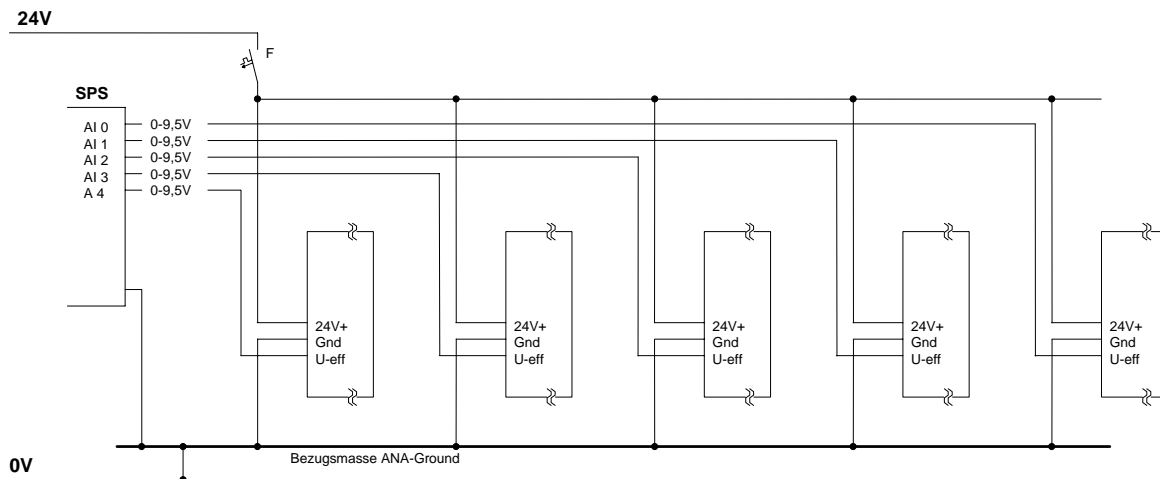 24V
F
SPS
AI 0 0-9,5V
AI 1 0-9,5V
AI 2 0-9,5V
AI 3 0-9,5V
A 4 0-9,5V
24V+ 24V+ 24V+ 24V+ 24V+
Gnd Gnd Gnd Gnd Gnd
U-eff U-eff U-eff U-eff U-eff
Bezugsmasse ANA-Ground
0V